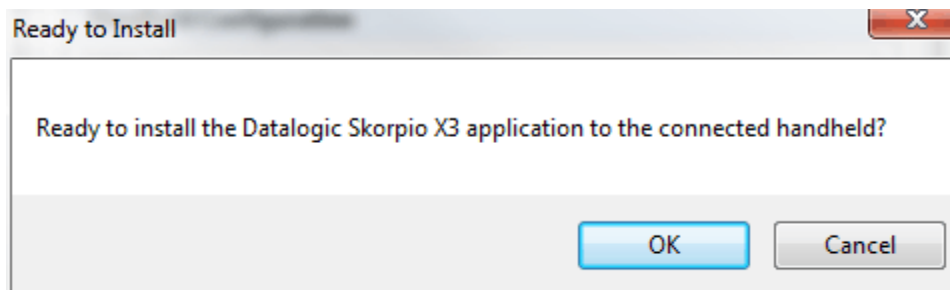 Ready to Install
Ready to install the Datalogic Skorpio X3 application to the connected handheld?
OK
Cancel